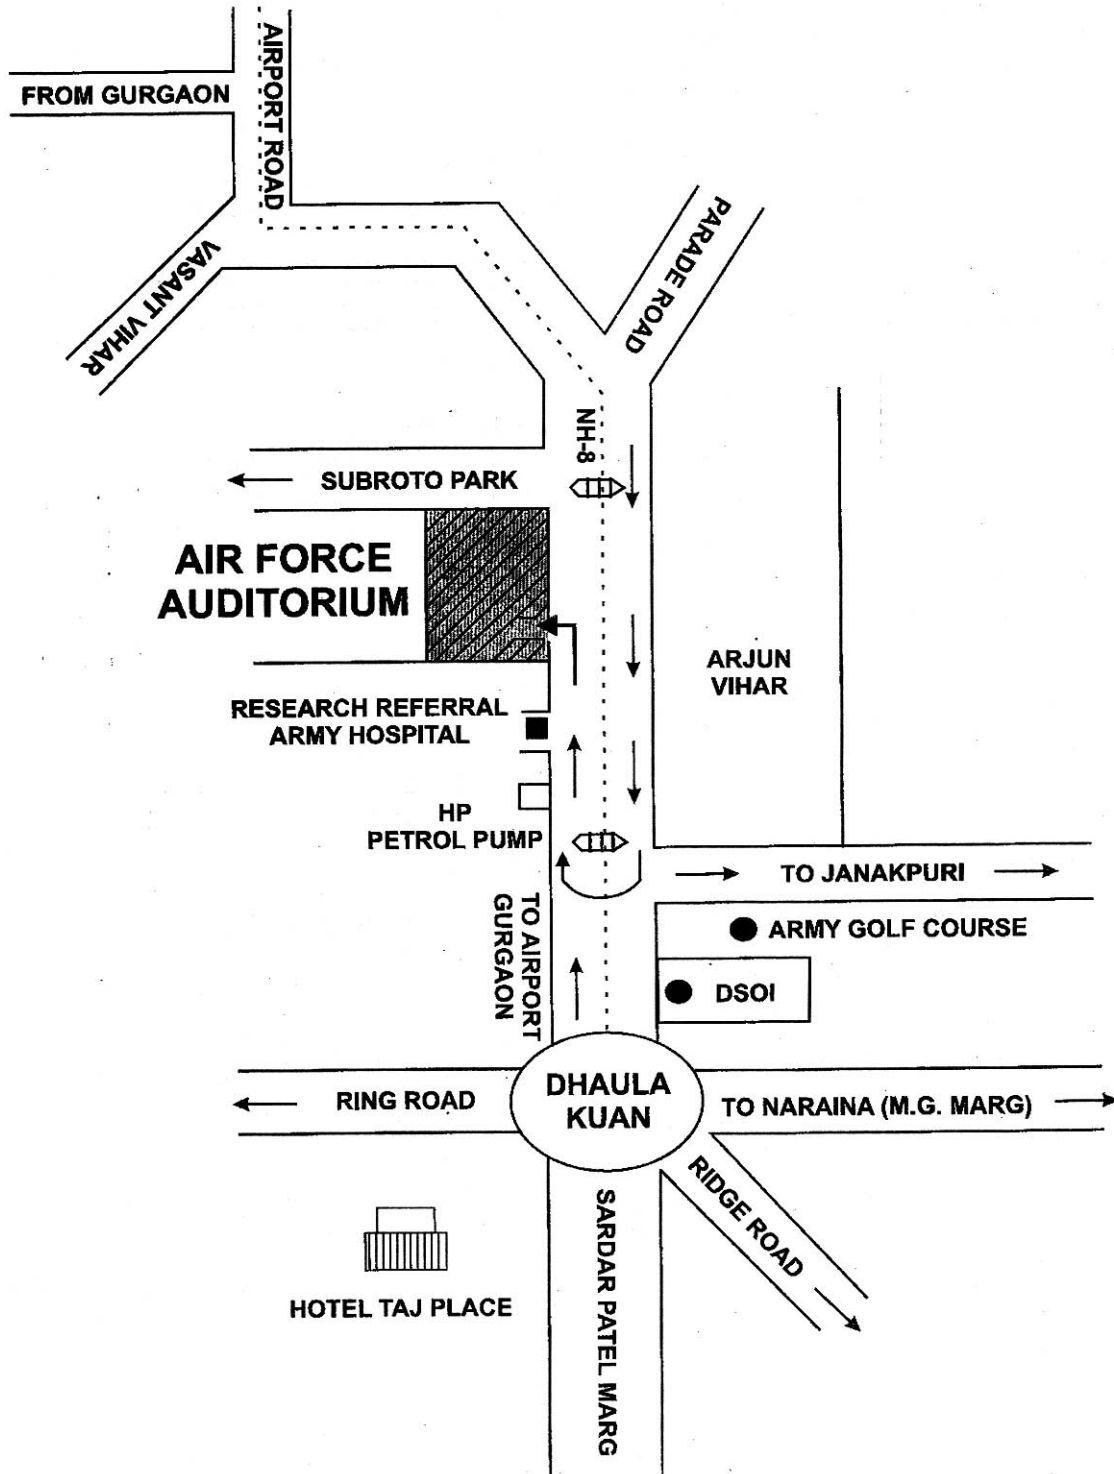 AIRPORT ROAD
FROM GURGAON
PARADE ROAD
VASANT VIHAR
NH-8
SUBROTO PARK
AIR FORCE
AUDITORIUM
ARJUN
VIHAR
RESEARCH REFERRAL
ARMY HOSPITAL
HP
PETROL PUMP
TO JANAKPURI
TO AIRPORT
GURGAON
ARMY GOLF COURSE
DSOI
DHAULA
KUAN
RING ROAD
TO NARAINA (M.G. MARG)
RIDGE ROAD
SARDAR PATEL MARG
HOTEL TAJ PLACE